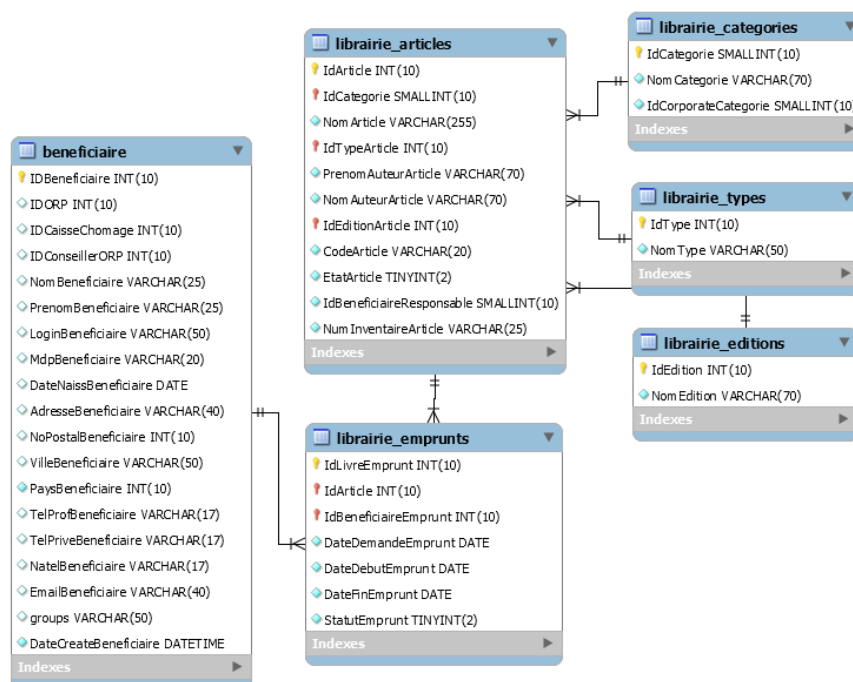 librairie_articles
IdArticle INT(10)
IdCategorie SMALLINT(10)
NomArticle VARCHAR(255)
IdTypeArticle INT(10)
PrenomAuteurArticle VARCHAR(70)
NomAuteurArticle VARCHAR(70)
IdEditionArticle INT(10)
CodeArticle VARCHAR(20)
EtatArticle TINYINT(2)
IdBeneficiaireResponsable SMALLINT(10)
NumInventaireArticle VARCHAR(25)
Indexes
librairie_categories
IdCategorie SMALLINT(10)
NomCategorie VARCHAR(70)
IdCorporateCategorie SMALLINT(10)
Indexes
beneficiaire
IDBeneficiaire INT(10)
IDORP INT(10)
IDCaisseChomage INT(10)
IDConseillerORP INT(10)
NomBeneficiaire VARCHAR(25)
PrenomBeneficiaire VARCHAR(25)
LoginBeneficiaire VARCHAR(50)
MdpBeneficiaire VARCHAR(20)
DateNaissBeneficiaire DATE
AdresseBeneficiaire VARCHAR(40)
NoPostalBeneficiaire INT(10)
VilleBeneficiaire VARCHAR(50)
PaysBeneficiaire INT(10)
TelProfBeneficiaire VARCHAR(17)
TelPriveBeneficiaire VARCHAR(17)
NatelBeneficiaire VARCHAR(17)
EmailBeneficiaire VARCHAR(40)
groups VARCHAR(50)
DateCreateBeneficiaire DATETIME
Indexes
librairie_types
IdType INT(10)
NomType VARCHAR(50)
Indexes
librairie_editions
IdEdition INT(10)
NomEdition VARCHAR(70)
Indexes
librairie_emprunts
IdLivreEmprunt INT(10)
IdArticle INT(10)
IdBeneficiaireEmprunt INT(10)
DateDemandeEmprunt DATE
DateDebutEmprunt DATE
DateFinEmprunt DATE
StatutEmprunt TINYINT(2)
Indexes